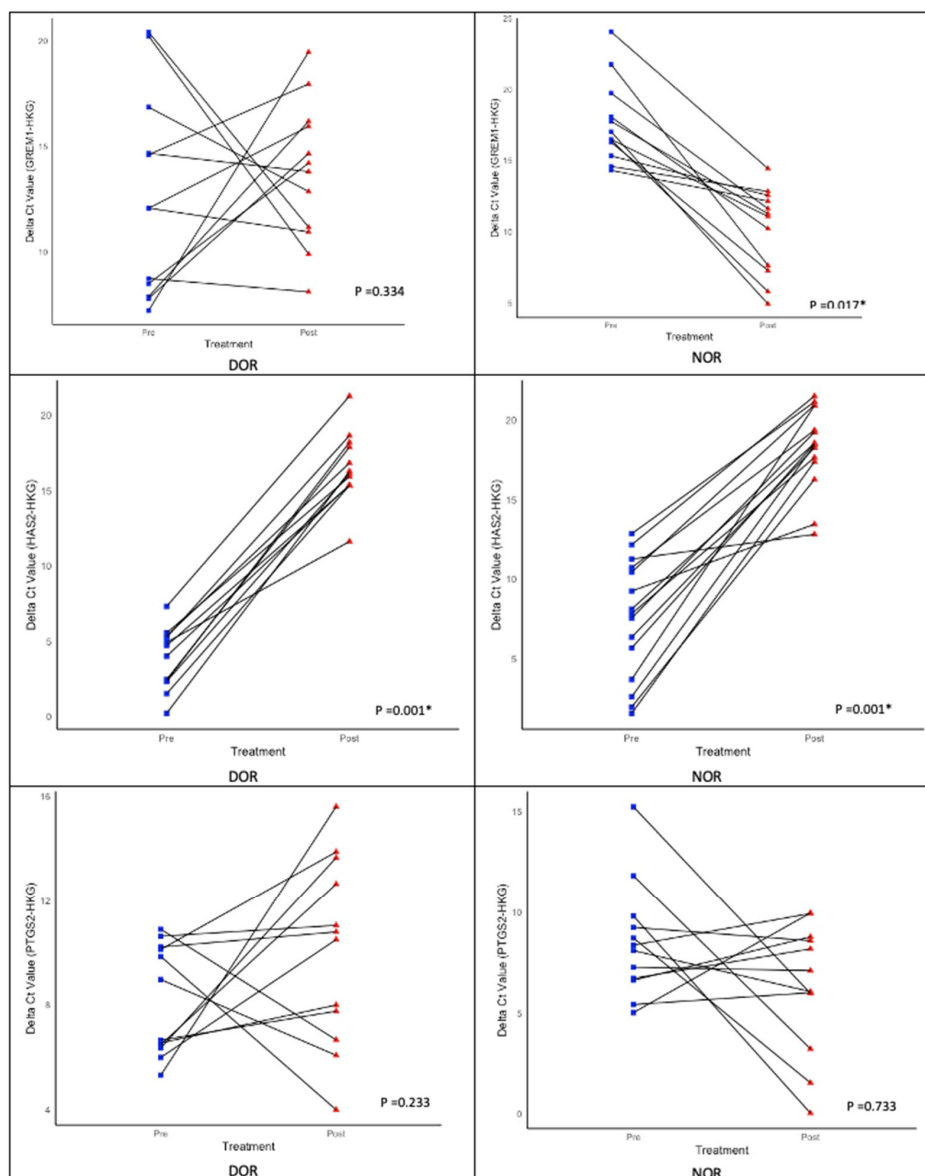 Delta Ct Value (GREM1-HKG)
20
10
P =0.334
Pre
Post
Treatment
DOR
Delta Ct Value (GREM1-HKG)
25
20
15
10
5
P =0.017*
Pre
Post
Treatment
NOR
Delta Ct Value (HAS2-HKG)
20
15
10
5
0
P =0.001*
Pre
Post
Treatment
DOR
Delta Ct Value (HAS2-HKG)
20
15
10
5
P =0.001*
Pre
Post
Treatment
NOR
Delta Ct Value (PTGS2-HKG)
16
12
8
4
P =0.233
Pre
Post
Treatment
DOR
Delta Ct Value (PTGS2-HKG)
15
10
5
0
P =0.733
Pre
Post
Treatment
NOR